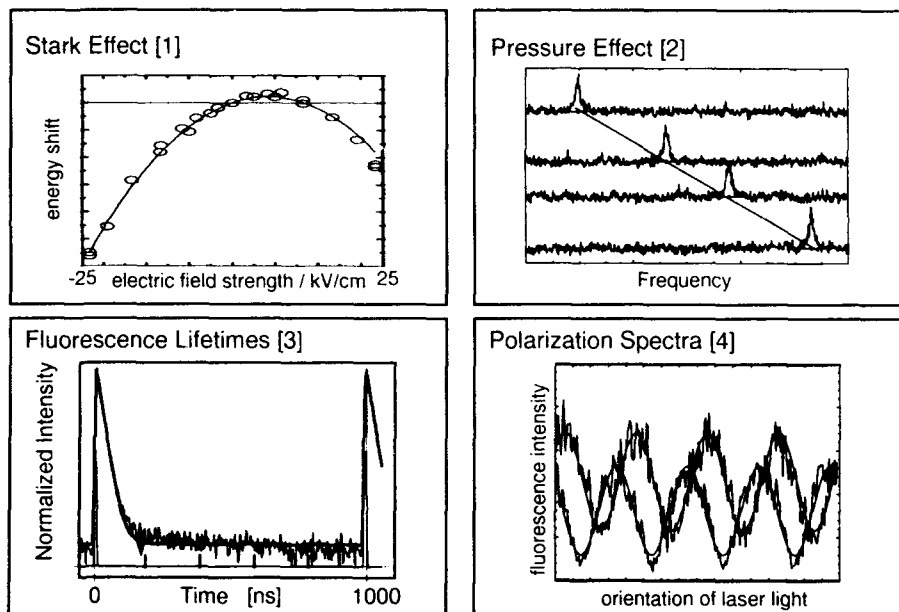 Stark Effect [1]
energy shift
-25 electric field strength / kV/cm 25
Pressure Effect [2]
Frequency
Fluorescence Lifetimes [3]
Normalized Intensity
0 Time [ns] 1000
Polarization Spectra [4]
fluorescence intensity
orientation of laser light